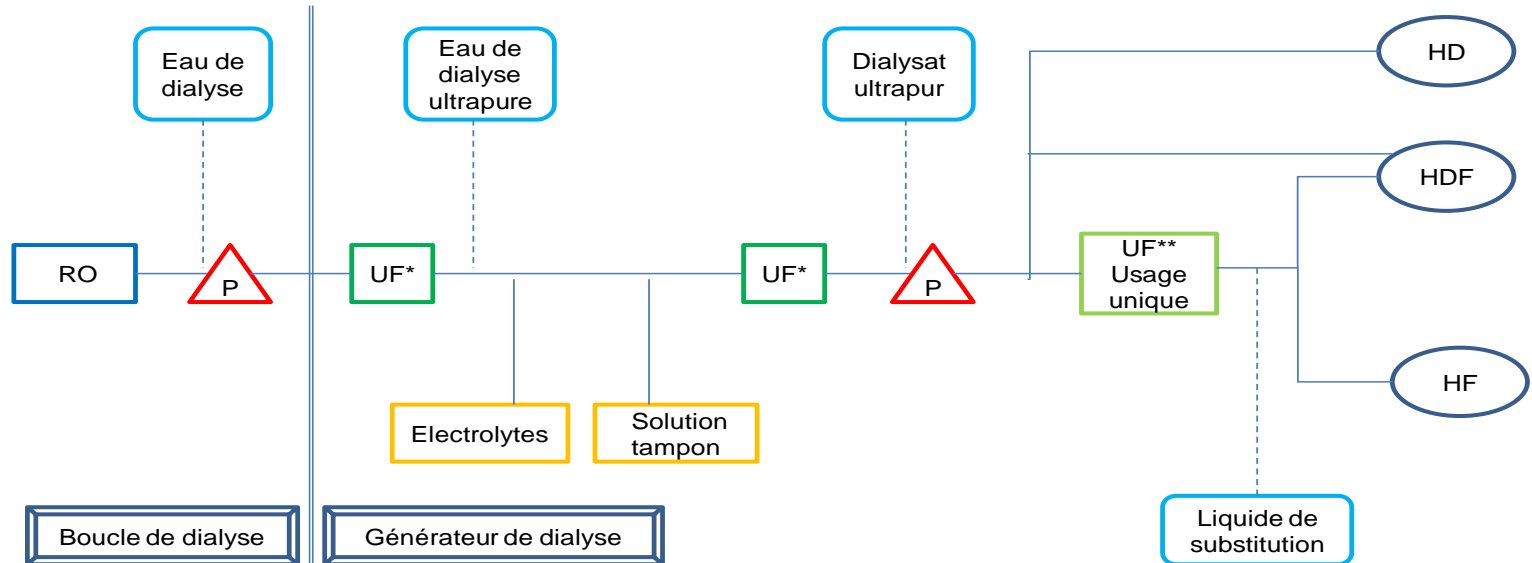 Eau de
dialyse
Eau de
dialyse
ultrapure
Dialysat
ultrapur
HD
HDF
RO
P
UF*
UF*
P
UF**
Usage
unique
HF
Electrolytes
Solution
tampon
Boucle de dialyse
Générateur de dialyse
Liquide de
substitution